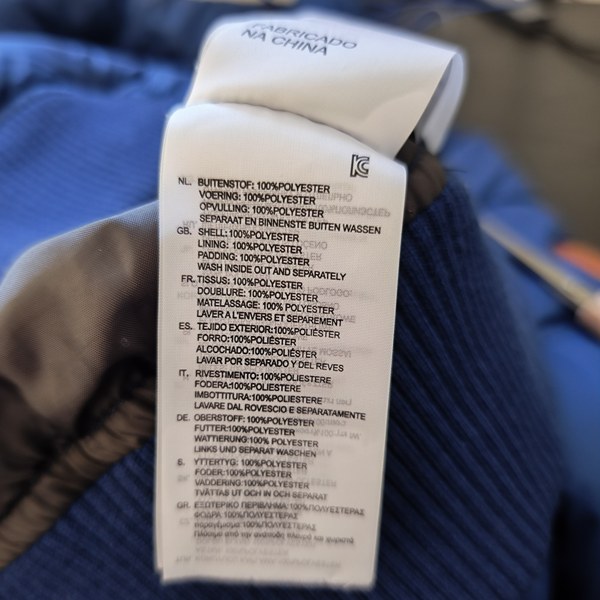 FABRICADO
NA CHINA
NL. BUITENSTOF: 100%POLYESTER
VOERING: 100%POLYESTER
OPVULLING: 100%POLYESTER
SEPARAAT EN BINNENSTE BUITEN WASSEN
GB. SHELL:100%POLYESTER
LINING: 100%POLYESTER
PADDING: 100%POLYESTER
WASH INSIDE OUT AND SEPARATELY
FR. TISSUS: 100%POLYESTER
DOUBLURE: 100%POLYESTER
MATELASSAGE: 100% POLYESTER
LAVER A L'ENVERS ET SEPAREMENT
ES. TEJIDO EXTERIOR:100%POLIÉSTER
FORRO:100%POLIÉSTER
ALCOCHADO:100%POLIÉSTER
LAVAR POR SEPARADO Y DEL REVES
IT. RIVESTIMENTO: 100%POLIESTERE
FODERA:100%POLIESTERE
IMBOTTITURA:100%POLIESTERE
LAVARE DAL ROVESCIO E SEPARATAMENTE
DE. OBERSTOFF: 100%POLYESTER
FUTTER:100%POLYESTER
WATTIERUNG:100% POLYESTER
LINKS UND SEPARAT WASCHEN
S. YTTERTYG: 100%POLYESTER
FODER:100%POLYESTER
VADDERING:100%POLYESTER
TVÄTTAS UT OCH IN OCH SEPARAT
GR. ΕΞΩΤΕΡΙΚΟ ΠΕΡΙΒΛΗΜΑ:100%ΠΟΛΥΕΣΤΕΡΑΣ
ΦΟΔΡΑ:100%ΠΟΛΥΕΣΤΕΡΑΣ